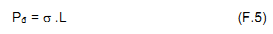 Pσ = σ .L (F.5)